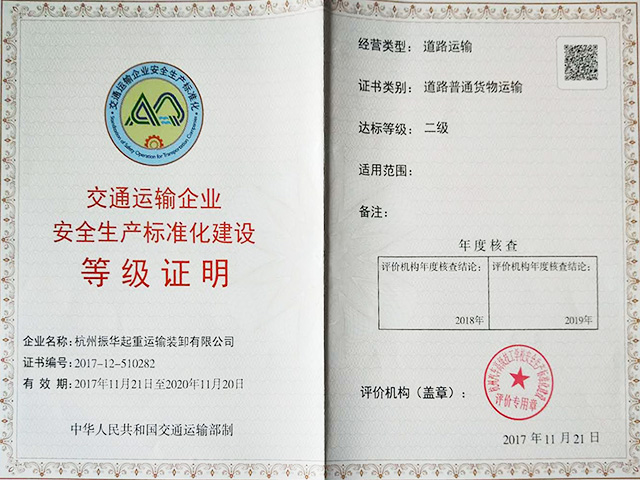 交通运输企业安全生产标准化
Standardization of Safety Operation for Transportation Companies
交通运输企业
安全生产标准化建设
等级证明
企业名称：杭州振华起重运输装卸有限公司
证书编号：2017-12-510282
有 效 期：2017年11月21日至2020年11月20日
中华人民共和国交通运输部制
经营类型： 道路运输
证书类别： 道路普通货物运输
达标等级： 二级
适用范围：
备注：
年度核查
评价机构年度核查结论：
2018年
评价机构年度核查结论：
2019年
评价机构（盖章）：
评价专用章
2017 年 11 月 21 日